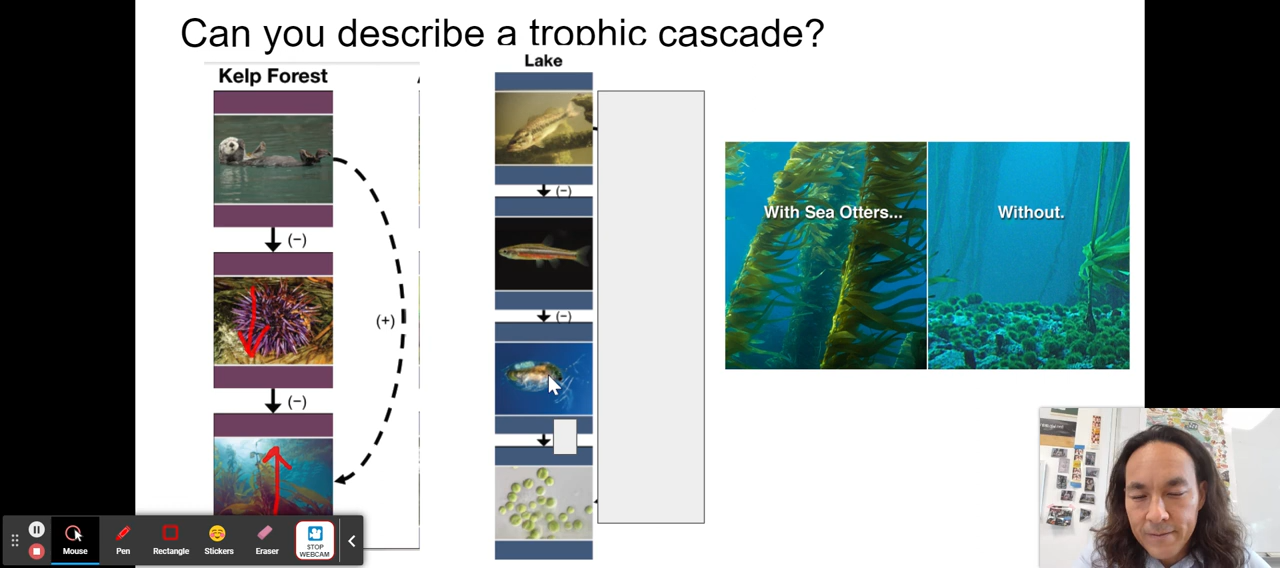 Can you describe a trophic cascade?
Kelp Forest
(−)
(+)
(−)
Lake
(−)
(−)
With Sea Otters...
Without.
Mouse
Pen
Rectangle
Stickers
Eraser
STOP
WEBCAM